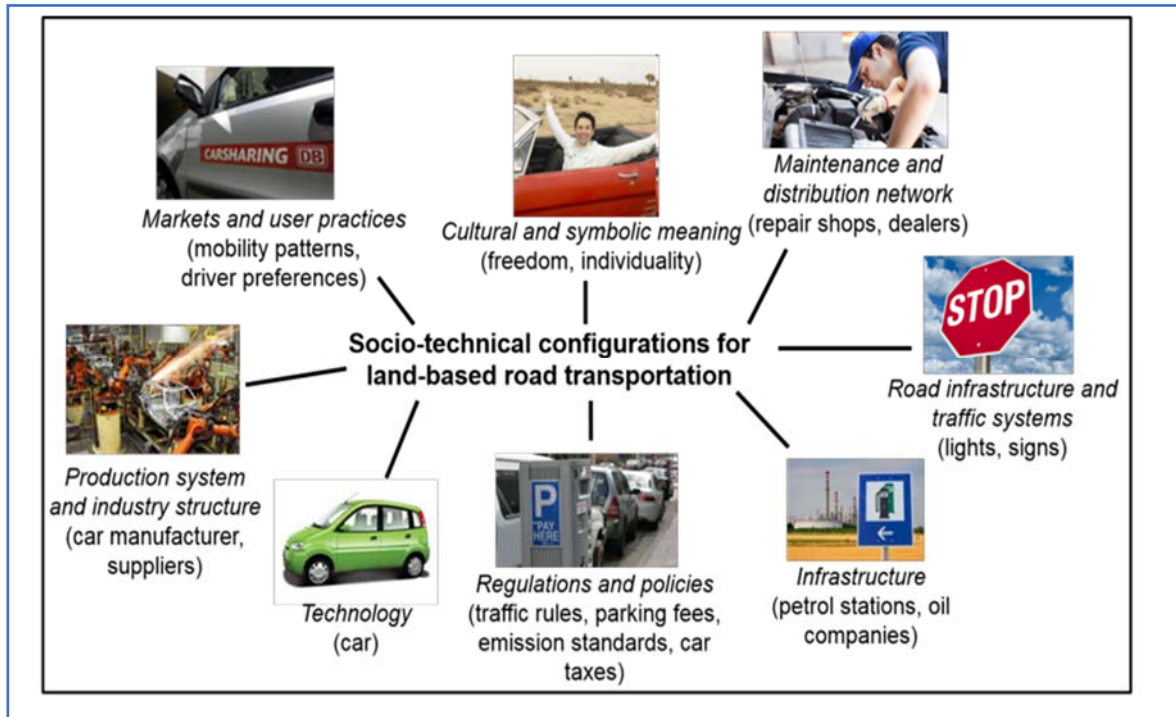 CARSHARING DB
Markets and user practices
(mobility patterns,
driver preferences)
Cultural and symbolic meaning
(freedom, individuality)
Maintenance and
distribution network
(repair shops, dealers)
Socio-technical configurations for
land-based road transportation
STOP
Road infrastructure and
traffic systems
(lights, signs)
Production system
and industry structure
(car manufacturer,
suppliers)
Technology
(car)
P
PAY
HERE
Regulations and policies
(traffic rules, parking fees,
emission standards, car
taxes)
Infrastructure
(petrol stations, oil
companies)